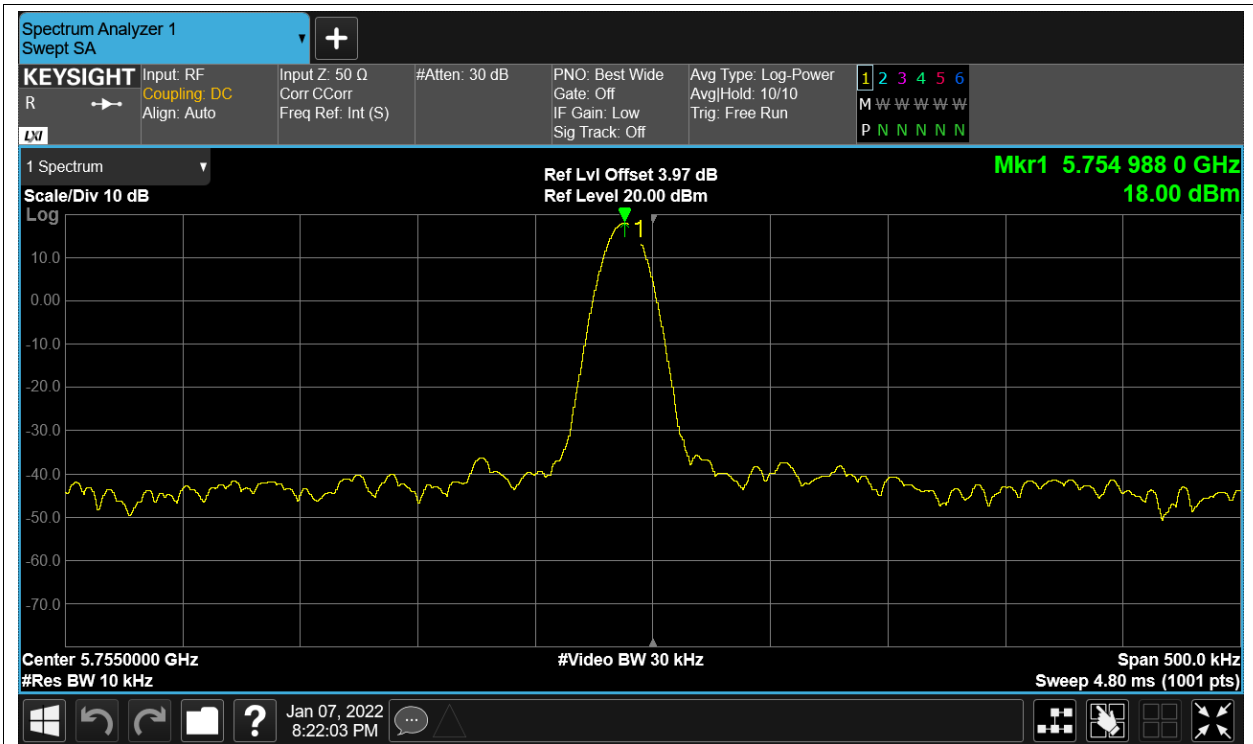 Spectrum Analyzer 1
Swept SA
+
KEYSIGHT Input: RF Input Z: 50 Ω #Atten: 30 dB PNO: Best Wide Avg Type: Log-Power 1 2 3 4 5 6
R Coupling: DC Corr CCorr Gate: Off Avg|Hold: 10/10 M W W W W W
Align: Auto Freq Ref: Int (S) IF Gain: Low Trig: Free Run
LXI Sig Track: Off P N N N N N
1 Spectrum
Ref Lvl Offset 3.97 dB Mkr1 5.754 988 0 GHz
Scale/Div 10 dB Ref Level 20.00 dBm 18.00 dBm
Log
1
10.0
0.00
-10.0
-20.0
-30.0
-40.0
-50.0
-60.0
-70.0
Center 5.7550000 GHz #Video BW 30 kHz Span 500.0 kHz
#Res BW 10 kHz Sweep 4.80 ms (1001 pts)
? Jan 07, 2022
8:22:03 PM